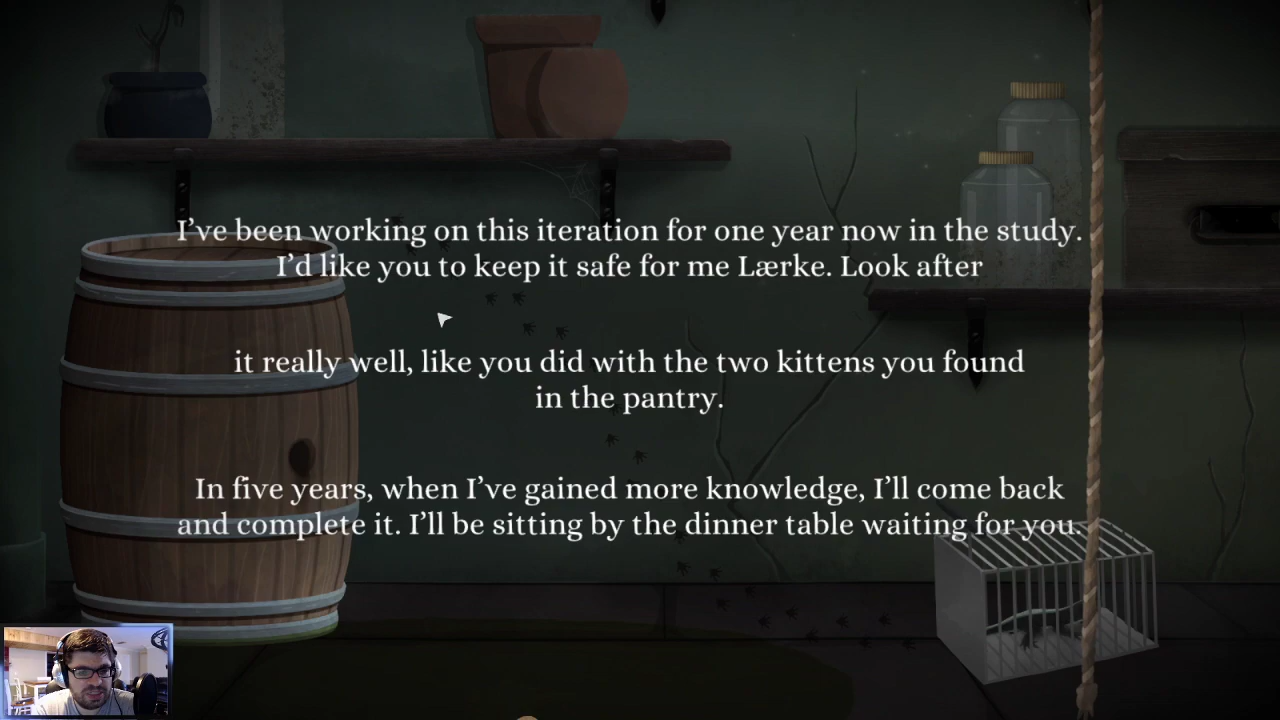 I’ve been working on this iteration for one year now in the study.
I’d like you to keep it safe for me Lærke. Look after
it really well, like you did with the two kittens you found
in the pantry.
In five years, when I’ve gained more knowledge, I’ll come back
and complete it. I’ll be sitting by the dinner table waiting for you.